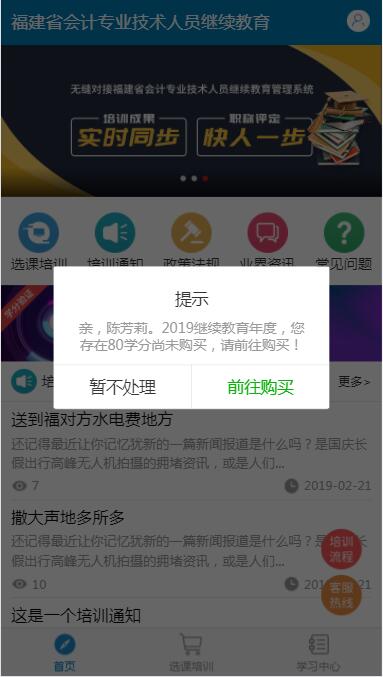 福建省会计专业技术人员继续教育
无缝对接福建省会计专业技术人员继续教育管理系统
培训成果 职称评定
实时同步 快人一步
选课培训 培训通知 政策法规 业界资讯 常见问题
学分验证
提示
亲，陈芳莉。2019继续教育年度，您
存在80学分尚未购买，请前往购买！
暂不处理 前往购买
更多>
送到福对方水电费地方
还记得最近让你记忆犹新的一篇新闻报道是什么吗？是国庆长
假出行高峰无人机拍摄的拥堵资讯，或是人们...
7 2019-02-21
撒大声地多所多
还记得最近让你记忆犹新的一篇新闻报道是什么吗？是
假出行高峰无人机拍摄的拥堵资讯，或是人们...
培训
流程
10
客服
热线
这是一个培训通知
首页 选课培训 学习中心